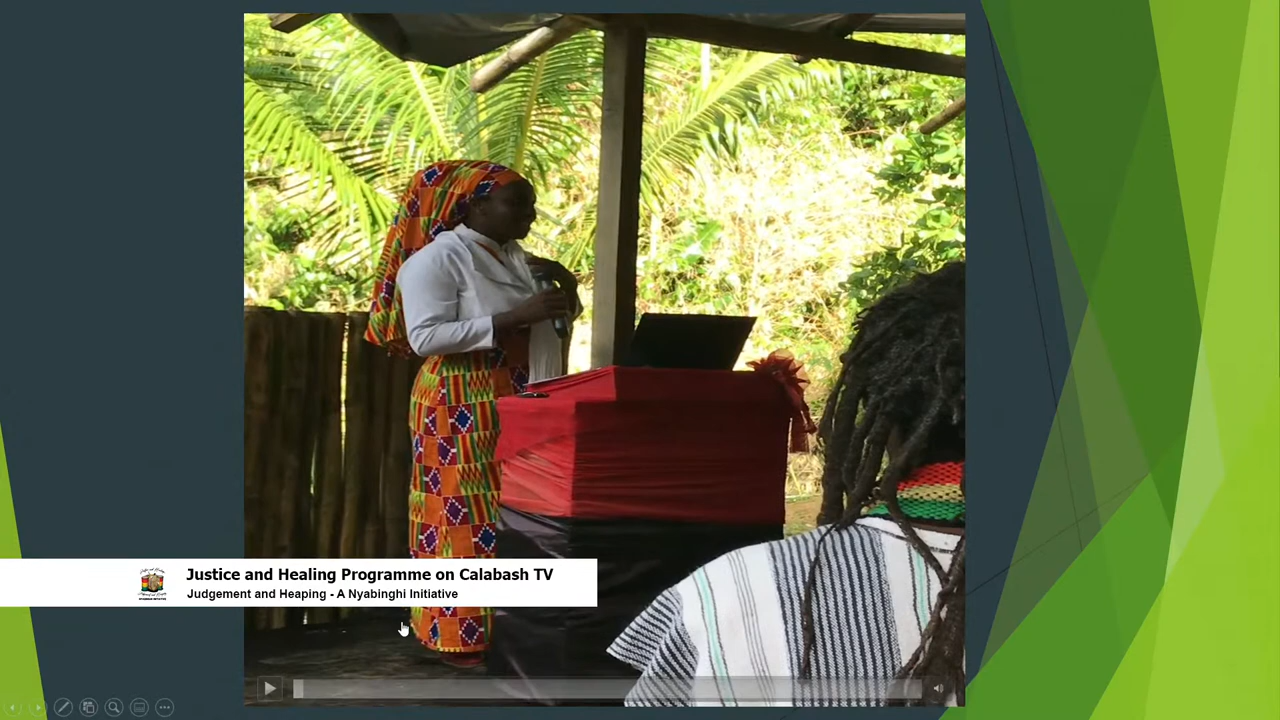 Justice and Healing Programme on Calabash TV
Judgement and Heaping - A Nyabinghi Initiative